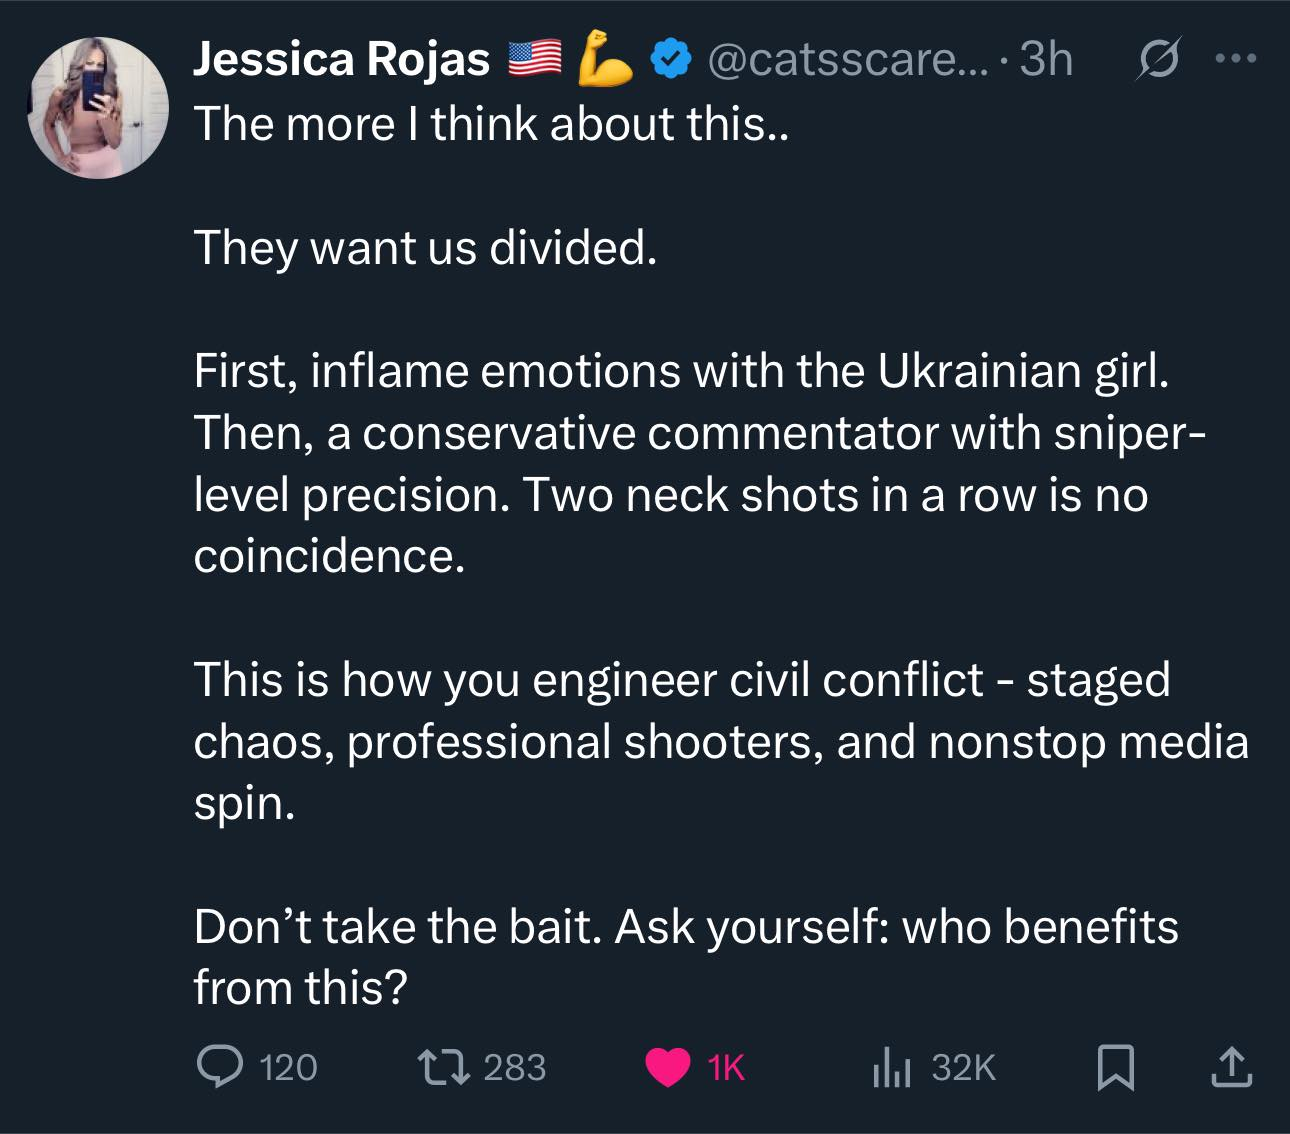 Jessica Rojas 🇺🇸 💪 @catsscare... · 3h
The more I think about this..
They want us divided.
First, inflame emotions with the Ukrainian girl.
Then, a conservative commentator with sniper-
level precision. Two neck shots in a row is no
coincidence.
This is how you engineer civil conflict - staged
chaos, professional shooters, and nonstop media
spin.
Don’t take the bait. Ask yourself: who benefits
from this?
120 283 1K 32K